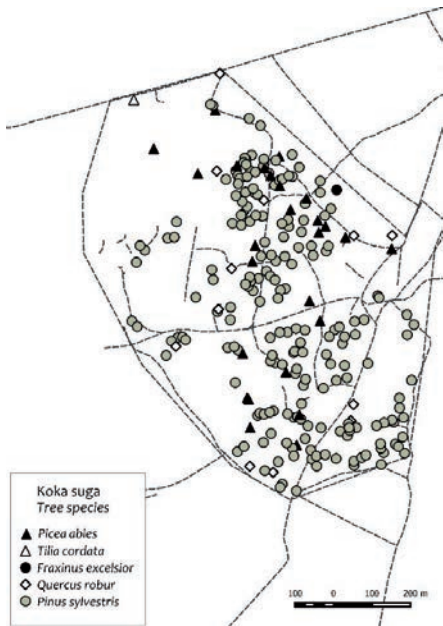 Koka suga
Tree species
Picea abies
Tilia cordata
Fraxinus excelsior
Quercus robur
Pinus sylvestris
100 0 100 200 m